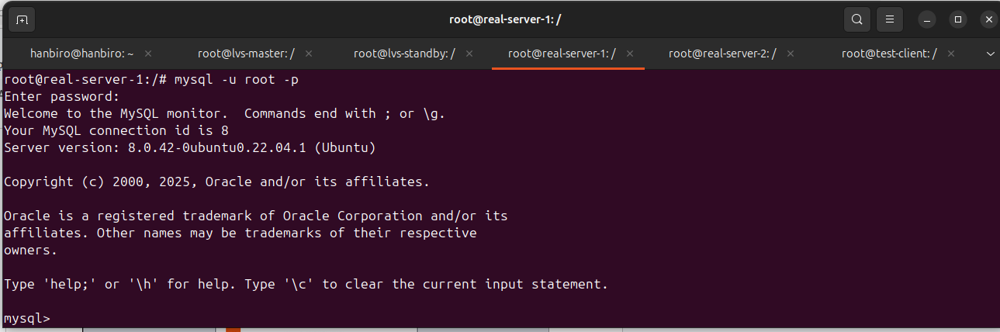 root@real-server-1: /
hanbiro@hanbiro: ~
root@lvs-master: /
root@lvs-standby: /
root@real-server-1: /
root@real-server-2: /
root@test-client: /
root@real-server-1:/# mysql -u root -p
Enter password:
Welcome to the MySQL monitor.  Commands end with ; or \g.
Your MySQL connection id is 8
Server version: 8.0.42-0ubuntu0.22.04.1 (Ubuntu)
Copyright (c) 2000, 2025, Oracle and/or its affiliates.
Oracle is a registered trademark of Oracle Corporation and/or its
affiliates. Other names may be trademarks of their respective
owners.
Type 'help;' or '\h' for help. Type '\c' to clear the current input statement.
mysql>